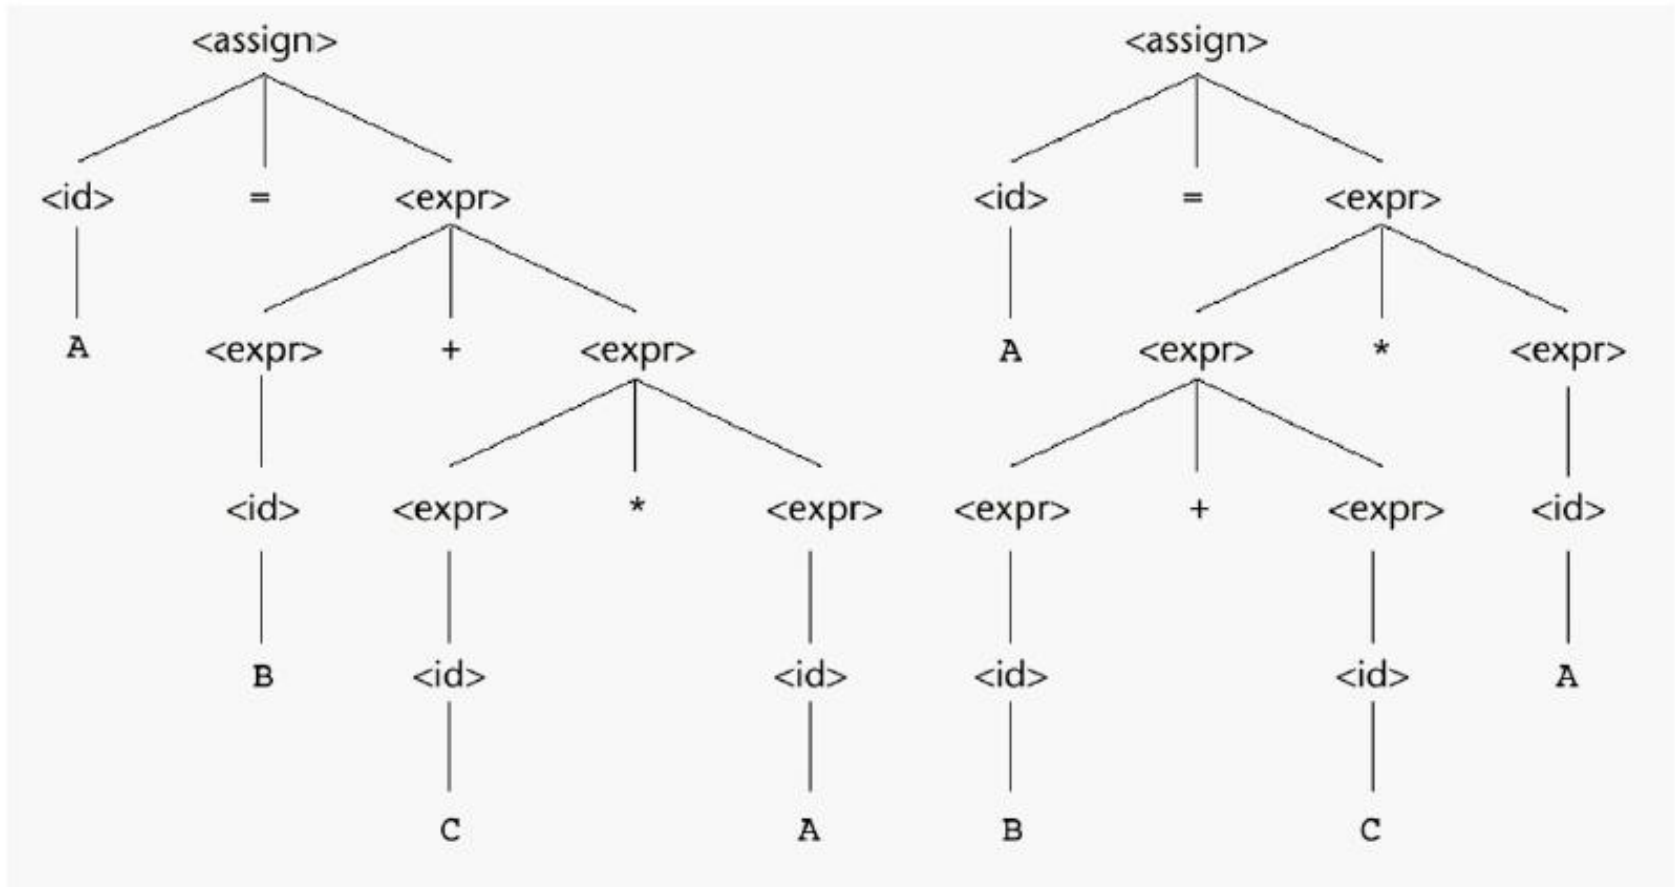 <assign> <assign>
<id> = <expr> <id> = <expr>
A <expr> + <expr> A <expr> * <expr>
<id> <expr> * <expr> <expr> + <expr> <id>
B <id> <id> <id> <id> A
C A B C